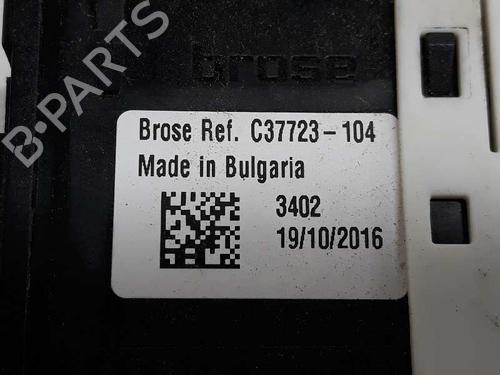 brose
B-PARTS
Brose Ref. C37723-104
Made in Bulgaria
3402
19/10/2016